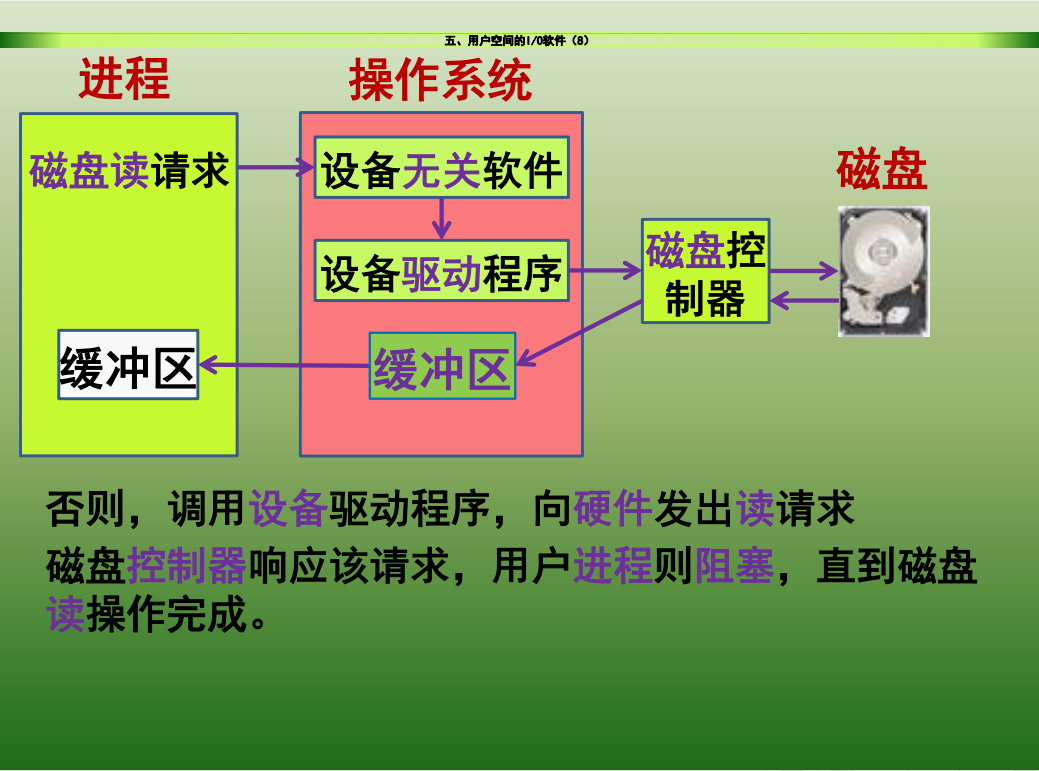 五、用户空间的I/O软件（8）
进程
操作系统
磁盘读请求
设备无关软件
磁盘
设备驱动程序
磁盘控
制器
缓冲区
缓冲区
否则，调用设备驱动程序，向硬件发出读请求
磁盘控制器响应该请求，用户进程则阻塞，直到磁盘
读操作完成。